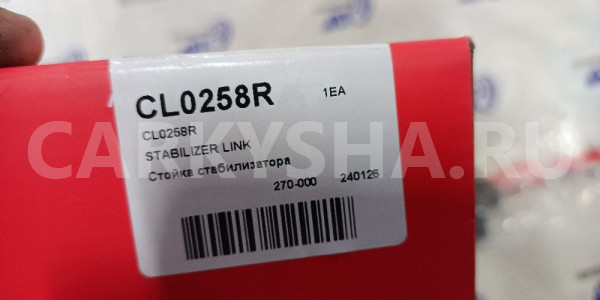 CL0258R 1EA
CL0258R
STABILIZER LINK
Стойка стабилизатора
270-000 240126
CARKYSHA.RU